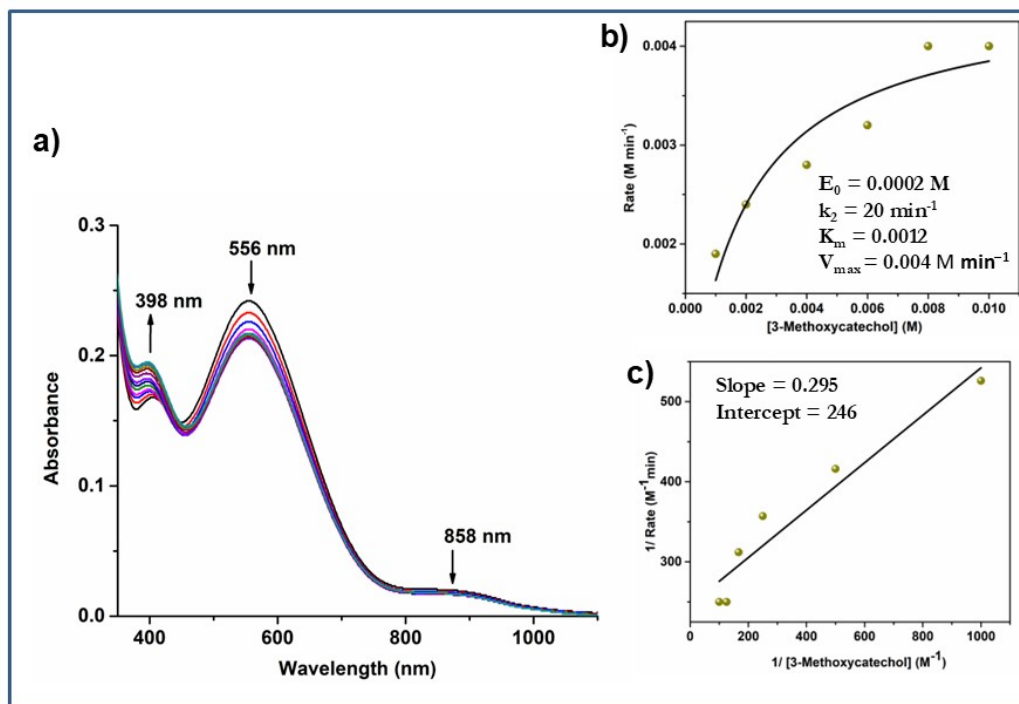 a)
0.3
0.2
0.1
0.0
Absorbance
398 nm
556 nm
858 nm
400
600
800
1000
Wavelength (nm)
b)
0.004
0.003
0.002
Rate (M min⁻¹)
E₀ = 0.0002 M
k₂ = 20 min⁻¹
Kₘ = 0.0012
Vₘₐₓ = 0.004 M min⁻¹
0.000
0.002
0.004
0.006
0.008
0.010
[3-Methoxycatechol] (M)
c)
500
400
300
1/ Rate (M⁻¹min)
Slope = 0.295
Intercept = 246
0
200
400
600
800
1000
1/ [3-Methoxycatechol] (M⁻¹)